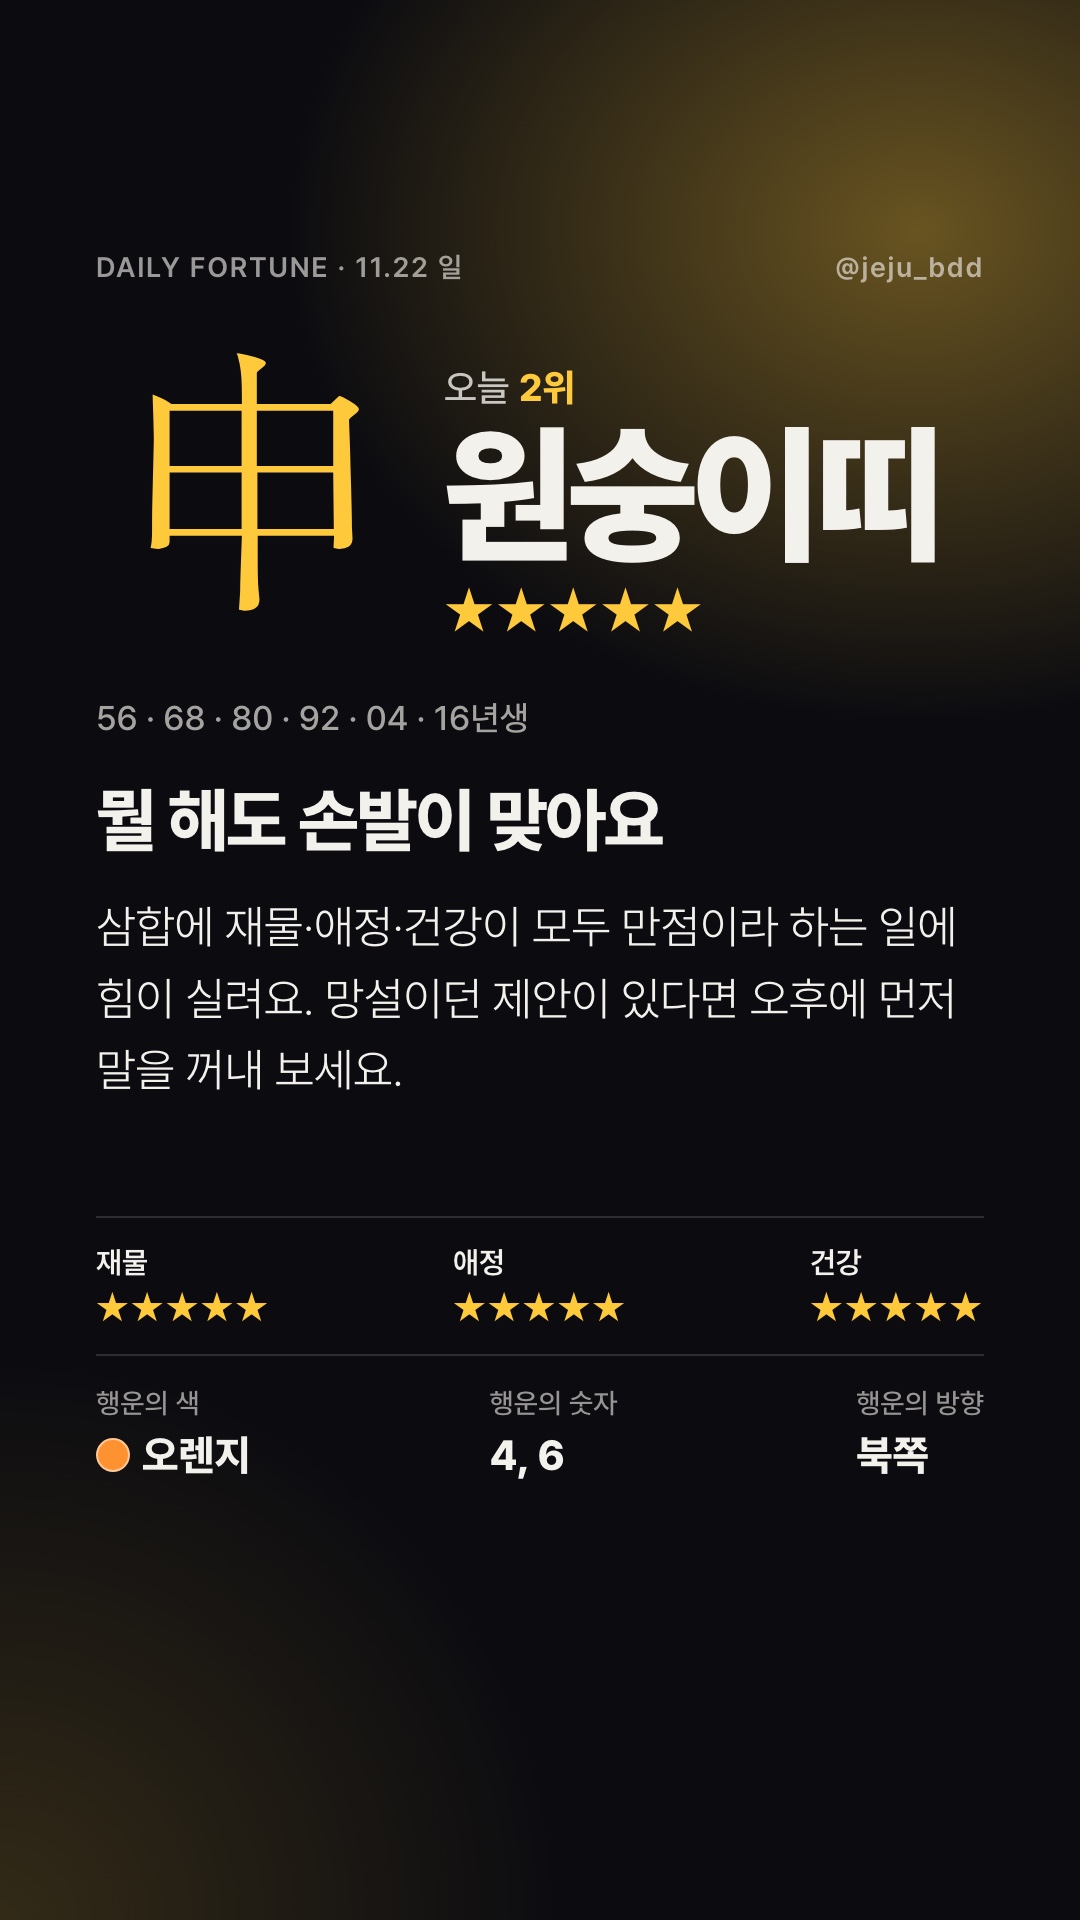 DAILY FORTUNE · 11.22 일
@jeju_bdd
申
오늘 2위
원숭이띠
★★★★★
56 · 68 · 80 · 92 · 04 · 16년생
뭘 해도 손발이 맞아요
삼합에 재물·애정·건강이 모두 만점이라 하는 일에
힘이 실려요. 망설이던 제안이 있다면 오후에 먼저
말을 꺼내 보세요.
재물 애정 건강
★★★★★ ★★★★★ ★★★★★
행운의 색 행운의 숫자 행운의 방향
오렌지 4, 6 북쪽